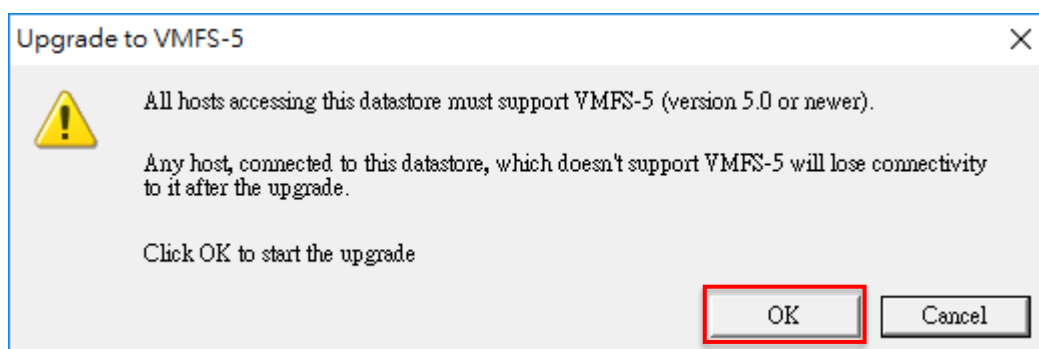 Upgrade to VMFS-5
All hosts accessing this datastore must support VMFS-5 (version 5.0 or newer).
Any host, connected to this datastore, which doesn't support VMFS-5 will lose connectivity
to it after the upgrade.
Click OK to start the upgrade
OK
Cancel